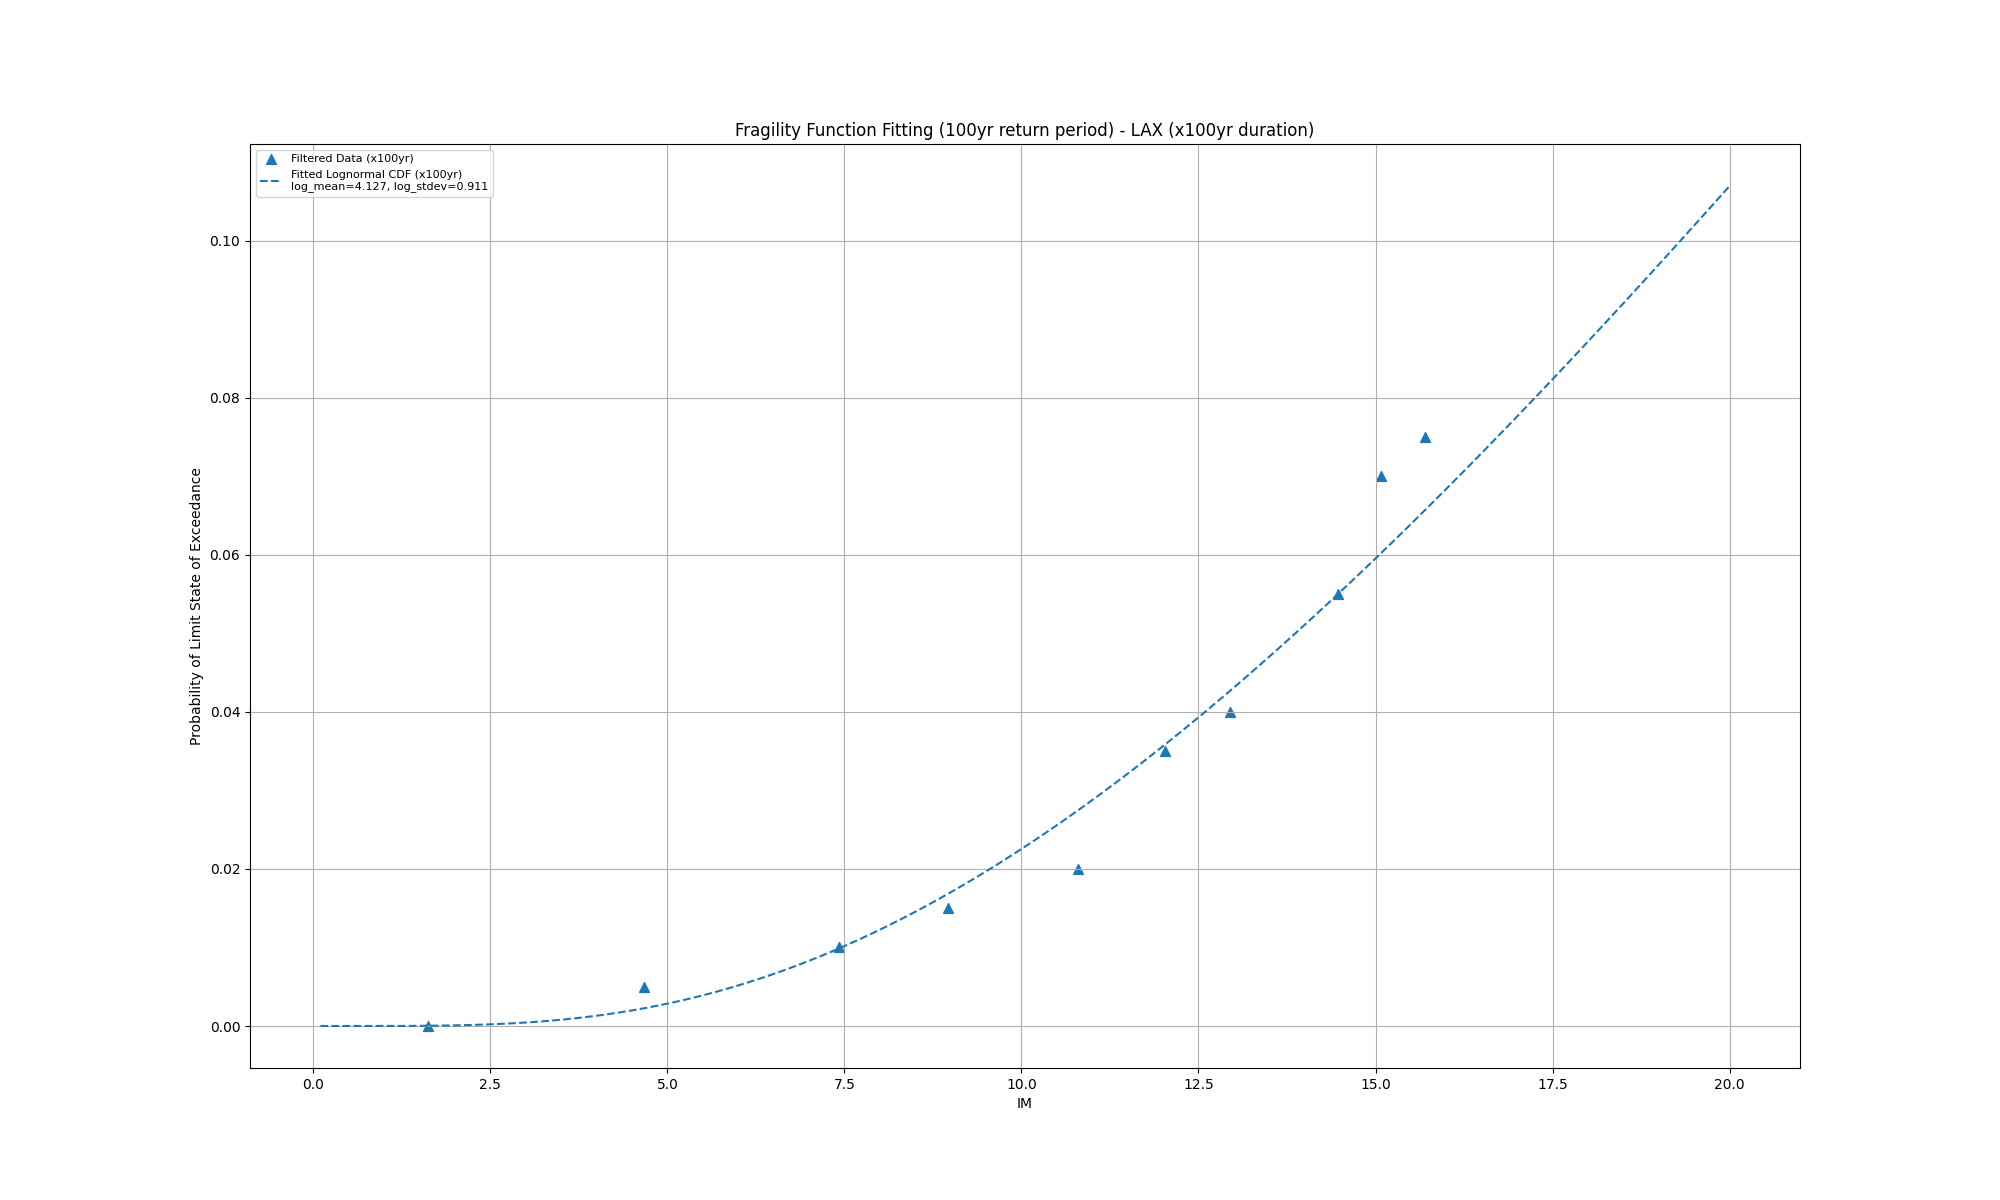 Fragility Function Fitting (100yr return period) - LAX (x100yr duration)
Filtered Data (x100yr)
Fitted Lognormal CDF (x100yr)
log_mean=4.127, log_stdev=0.911
Probability of Limit State of Exceedance
0.10
0.08
0.06
0.04
0.02
0.00
0.0 2.5 5.0 7.5 10.0 12.5 15.0 17.5 20.0
IM